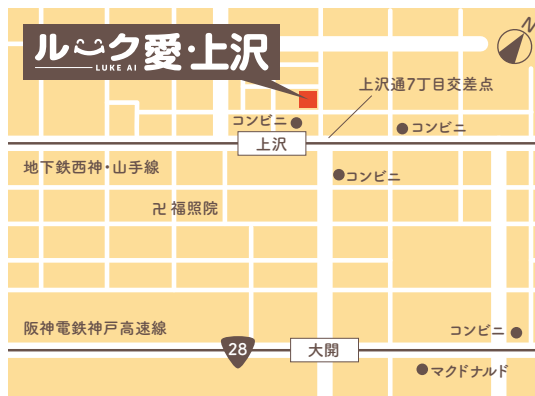 N
ルーク愛・上沢
LUKE AI
上沢通7丁目交差点
コンビニ
コンビニ
上沢
地下鉄西神・山手線
コンビニ
卍 福照院
阪神電鉄神戸高速線
コンビニ
28
大開
マクドナルド